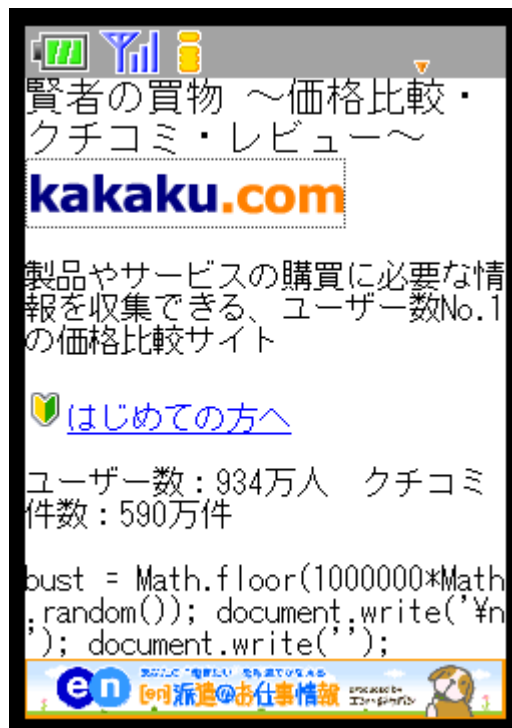 賢者の買物 ～価格比較・
クチコミ・レビュー～
kakaku.com
製品やサービスの購買に必要な情
報を収集できる、ユーザー数No.1
の価格比較サイト
はじめての方へ
ユーザー数：934万人　クチコミ
件数：590万件
bust = Math.floor(1000000*Math
.random()); document.write('¥n
'); document.write('');
en [en]派遣のお仕事情報